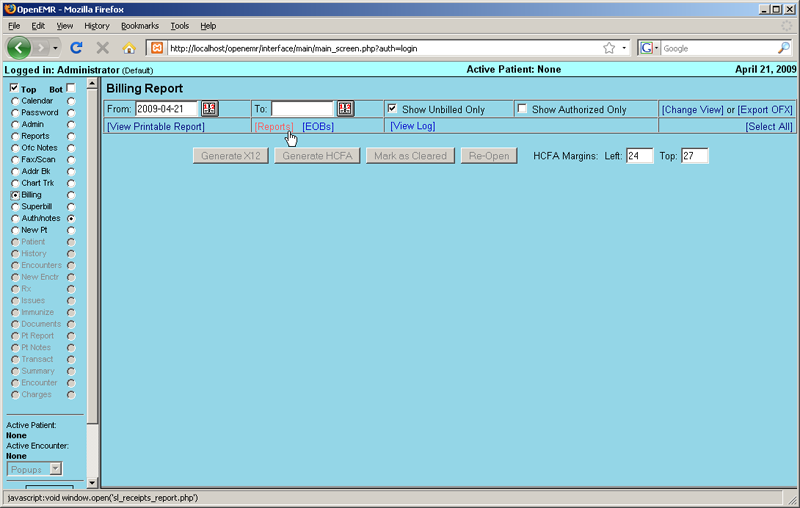 OpenEMR - Mozilla Firefox
File Edit View History Bookmarks Tools Help
http://localhost/openemr/interface/main/main_screen.php?auth=login
Google
Logged in: Administrator (Default) Active Patient: None April 21, 2009
Top Bot
Calendar
Password
Admin
Reports
Ofc Notes
Fax/Scan
Addr Bk
Chart Trk
Billing
Superbill
Auth/notes
New Pt
Patient
History
Encounters
New Enctr
Rx
Issues
Immunize
Documents
Pt Report
Pt Notes
Transact
Summary
Encounter
Charges
Active Patient:
None
Active Encounter:
None
Popups
Billing Report
From: 2009-04-21 To: Show Unbilled Only Show Authorized Only [Change View] or [Export OFX]
[View Printable Report] [Reports] [EOBs] [View Log] [Select All]
Generate X12 Generate HCFA Mark as Cleared Re-Open HCFA Margins: Left: 24 Top: 27
javascript:void window.open('sl_receipts_report.php')